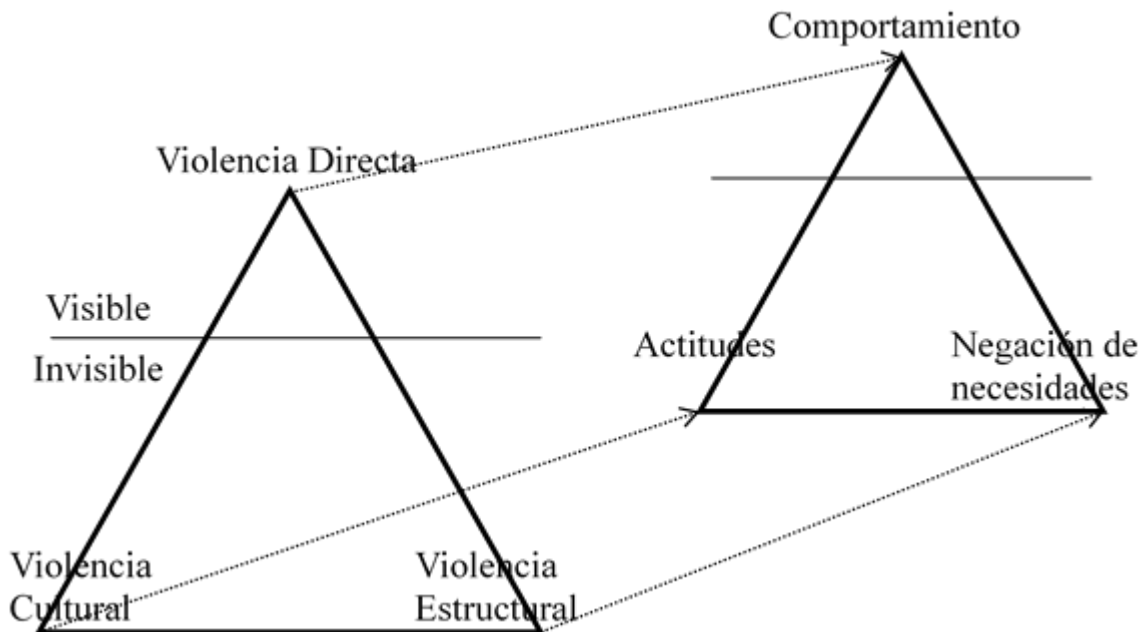 Comportamiento
Violencia Directa
Visible
Invisible
Actitudes
Negación de
necesidades
Violencia
Cultural
Violencia
Estructural